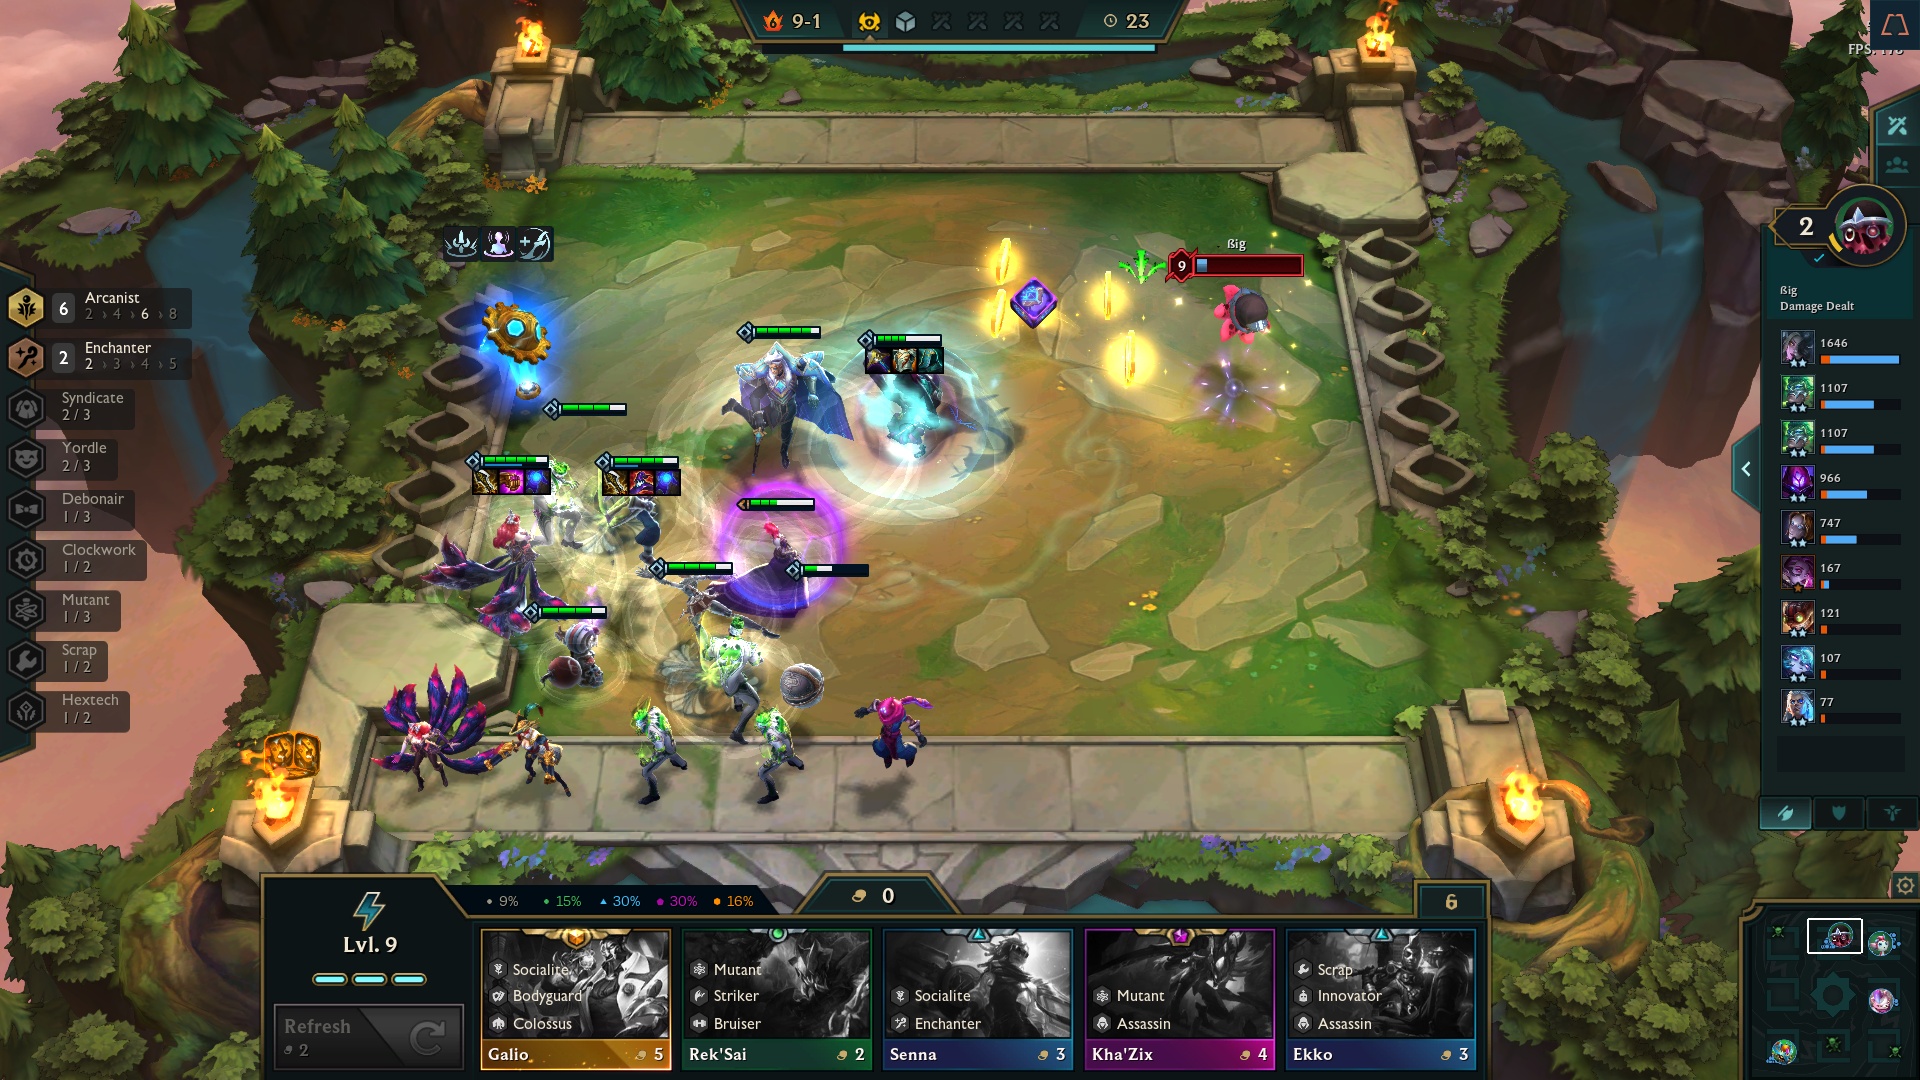 9-1
23
FPS:
ßig
9
2
6
Arcanist
2 › 4 › 6 › 8
2
Enchanter
2 › 3 › 4 › 5
Syndicate
2 / 3
Yordle
2 / 3
Debonair
1 / 3
Clockwork
1 / 2
Mutant
1 / 3
Scrap
1 / 2
Hextech
1 / 2
ßig
Damage Dealt
1646
1107
1107
966
747
167
121
107
77
9%
15%
30%
30%
16%
0
6
Lvl. 9
Refresh
2
Socialite
Bodyguard
Colossus
Galio
5
Mutant
Striker
Bruiser
Rek'Sai
2
Socialite
Enchanter
Senna
3
Mutant
Assassin
Kha'Zix
4
Scrap
Innovator
Assassin
Ekko
3